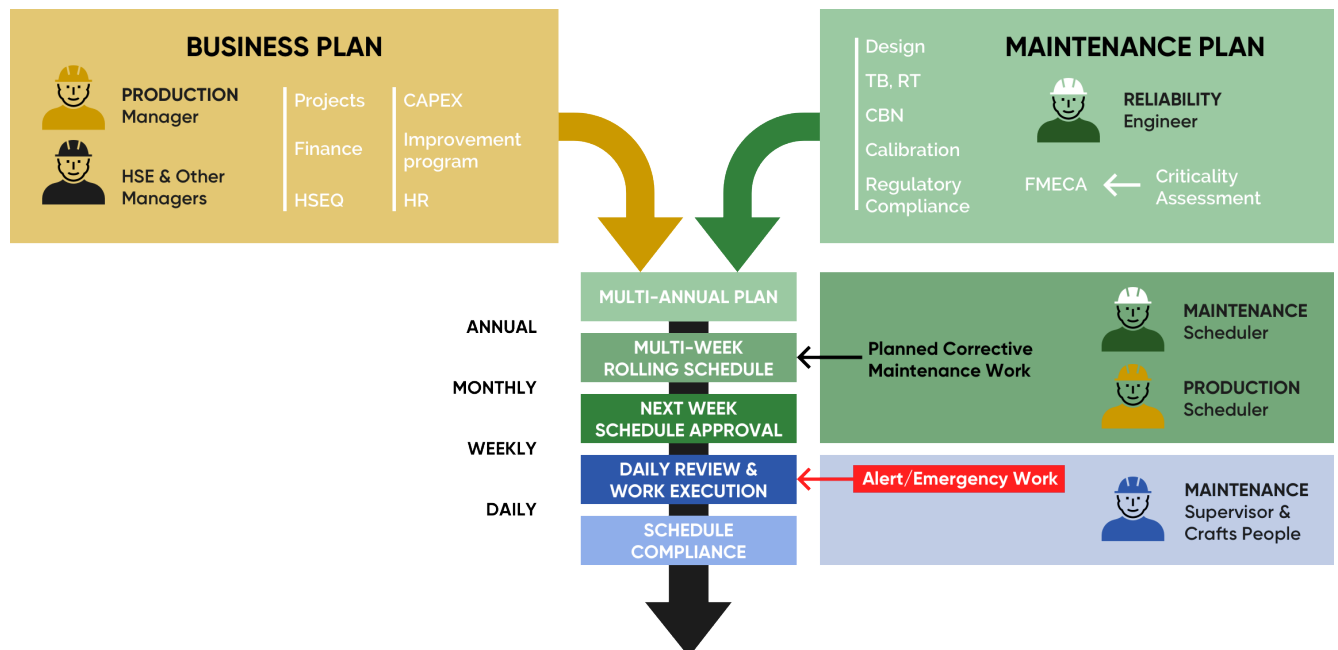 BUSINESS PLAN
PRODUCTION
Manager
HSE & Other
Managers
Projects
Finance
HSEQ
CAPEX
Improvement
program
HR
MAINTENANCE PLAN
Design
TB, RT
CBN
Calibration
Regulatory
Compliance
RELIABILITY
Engineer
FMECA
Criticality
Assessment
MULTI-ANNUAL PLAN
ANNUAL
MULTI-WEEK
ROLLING SCHEDULE
Planned Corrective
Maintenance Work
MAINTENANCE
Scheduler
PRODUCTION
Scheduler
MONTHLY
NEXT WEEK
SCHEDULE APPROVAL
WEEKLY
DAILY REVIEW &
WORK EXECUTION
Alert/Emergency Work
MAINTENANCE
Supervisor &
Crafts People
DAILY
SCHEDULE
COMPLIANCE